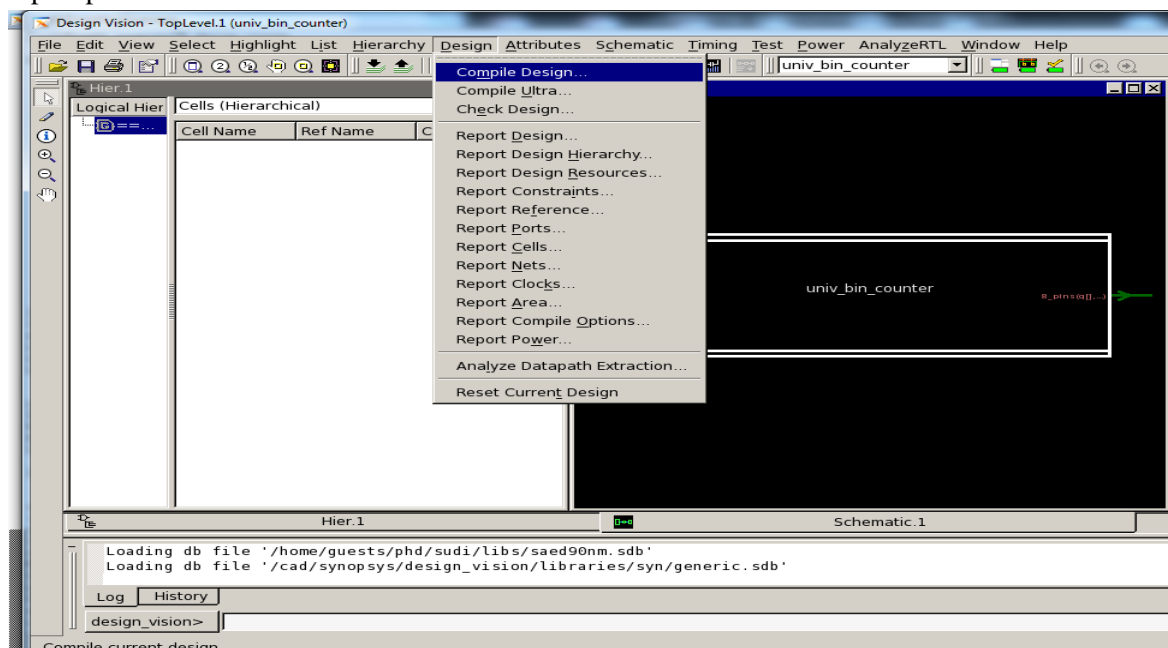 Design Vision - TopLevel.1 (univ_bin_counter)
File Edit View Select Highlight List Hierarchy Design Attributes Schematic Timing Test Power AnalyzeRTL Window Help
univ_bin_counter
Hier.1
Logical Hier Cells (Hierarchical)
Cell Name Ref Name C
Compile Design...
Compile Ultra...
Check Design...
Report Design...
Report Design Hierarchy...
Report Design Resources...
Report Constraints...
Report Reference...
Report Ports...
Report Cells...
Report Nets...
Report Clocks...
Report Area...
Report Compile Options...
Report Power...
Analyze Datapath Extraction...
Reset Current Design
univ_bin_counter
Hier.1 Schematic.1
Loading db file '/home/guests/phd/sudi/libs/saed90nm.sdb'
Loading db file '/cad/synopsys/design_vision/libraries/syn/generic.sdb'
Log History
design_vision>
Compile current design